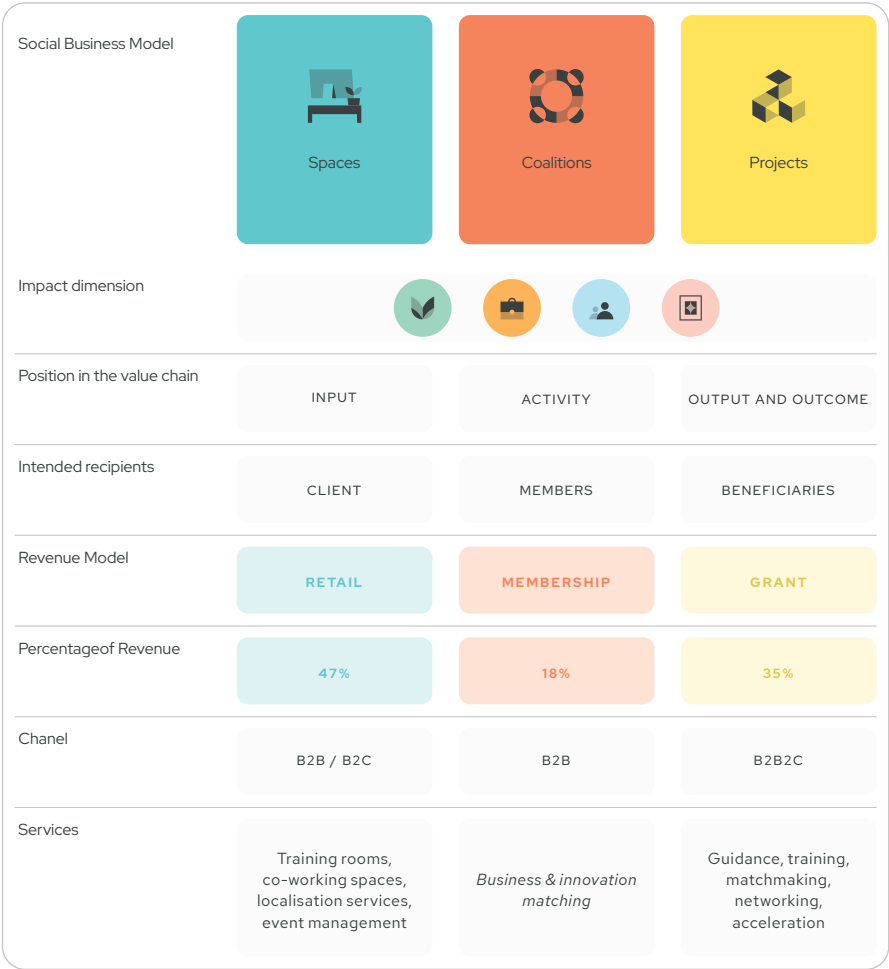 Social Business Model
Spaces
Coalitions
Projects
Impact dimension
Position in the value chain
INPUT
ACTIVITY
OUTPUT AND OUTCOME
Intended recipients
CLIENT
MEMBERS
BENEFICIARIES
Revenue Model
RETAIL
MEMBERSHIP
GRANT
Percentageof Revenue
47%
18%
35%
Chanel
B2B / B2C
B2B
B2B2C
Services
Training rooms,
co-working spaces,
localisation services,
event management
Business & innovation
matching
Guidance, training,
matchmaking,
networking,
acceleration